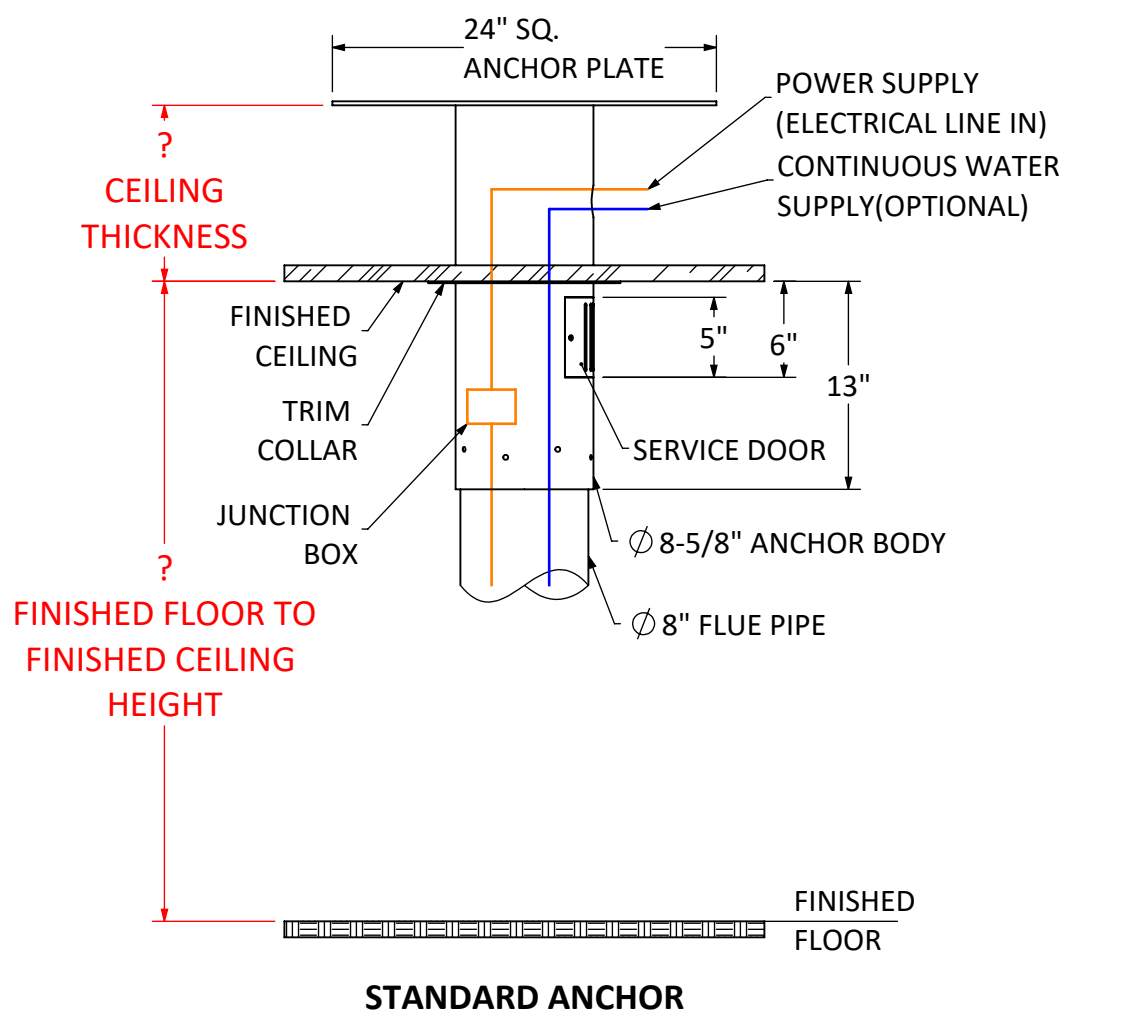 24" SQ.
ANCHOR PLATE
POWER SUPPLY
(ELECTRICAL LINE IN)
CONTINUOUS WATER
SUPPLY(OPTIONAL)
?
CEILING
THICKNESS
FINISHED
CEILING
5"
6"
13"
TRIM
COLLAR
SERVICE DOOR
JUNCTION
BOX
∅ 8-5/8" ANCHOR BODY
∅ 8" FLUE PIPE
?
FINISHED FLOOR TO
FINISHED CEILING
HEIGHT
FINISHED
FLOOR
STANDARD ANCHOR